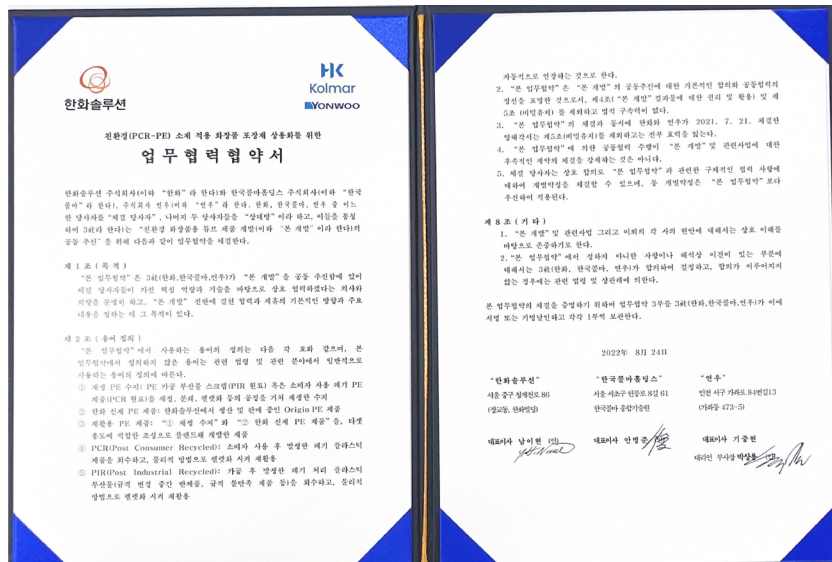 한화솔루션
HK
Kolmar
YONWOO
친환경(PCR-PE) 소재 적용 화장품 포장재 상용화를 위한
업무협력협약서
한화솔루션 주식회사(이하 “한화”라 한다)와 한국콜마홀딩스 주식회사(이하 “한국
콜마”라 한다), 주식회사 연우(이하 “연우”라 한다. 한화, 한국콜마, 연우 중 어느
한 당사자를 “체결 당사자”, 나머지 두 당사자들을 “상대방”이라 하고, 이들을 통칭
하여 3社라 한다)는 “친환경 화장품용 튜브 제품 개발(이하 “본 개발”이라 한다)의
공동 추진”을 위해 다음과 같이 업무협약을 체결한다.
제 1 조 ( 목 적 )
“본 업무협약”은 3社(한화,한국콜마,연우)가 “본 개발”을 공동 추진함에 있어
체결 당사자들이 가진 핵심 역량과 기술을 바탕으로 상호 협력하겠다는 의사와
역할을 분명히 하고, “본 개발” 전반에 걸친 협력과 제휴의 기본적인 방향과 주요
내용을 정하는 데 그 목적이 있다.
제 2 조 ( 용어 정의 )
“본 업무협약”에서 사용하는 용어의 정의는 다음 각 호와 같으며, 본
업무협약에서 정의하지 않은 용어는 관련 법령 및 관련 분야에서 일반적으로
사용하는 용어의 정의에 따른다.
① 재생 PE 수지: PE 가공 부산물 스크랩(PIR 원료) 혹은 소비자 사용 폐기 PE
제품(PCR 원료)을 세정, 분쇄, 펠렛화 등의 공정을 거쳐 재생한 수지
② 한화 신재 PE 제품: 한화솔루션에서 생산 및 판매 중인 Origin PE 제품
③ 재활용 PE 제품: “① 재생 수지”와 “② 한화 신재 PE 제품”을, 타겟
용도에 적합한 조성으로 블렌드해 개발한 제품
④ PCR(Post Consumer Recycled): 소비자 사용 후 발생한 폐기 플라스틱
제품을 회수하고, 물리적 방법으로 펠렛화 시켜 재활용
⑤ PIR(Post Industrial Recycled): 가공 후 발생한 폐기 처리 플라스틱
부산물(규격 변경 중간 반제품, 규격 불만족 제품 등)을 회수하고, 물리적
방법으로 펠렛화 시켜 재활용
자동적으로 연장하는 것으로 한다.
2. “본 업무협약”은 “본 개발”의 공동추진에 대한 기본적인 합의와 공동협력의
정신을 표명한 것으로서, 제4조(“본 개발” 결과물에 대한 권리 및 활용) 및 제
5조 (비밀유지)를 제외하고 법적 구속력이 없다.
3. “본 업무협약”의 체결과 동시에 한화와 연우가 2021. 7. 21. 체결한
양해각서는 제5조(비밀유지)를 제외하고는 전부 효력을 잃는다.
4. “본 업무협약”에 의한 공동협력 수행이 “본 개발” 및 관련사업에 대한
후속적인 계약의 체결을 강제하는 것은 아니다.
5. 체결 당사자는 상호 합의로 “본 업무협약”과 관련한 구체적인 협력 사항에
대하여 개별약정을 체결할 수 있으며, 동 개별약정은 “본 업무협약”보다
우선하여 적용된다.
제 8 조 ( 기 타 )
1. “본 개발” 및 관련사업 그리고 이외의 각 사의 현안에 대해서는 상호 이해를
바탕으로 존중하기로 한다.
2. “본 업무협약”에서 정하지 아니한 사항이나 해석상 이견이 있는 부분에
대해서는 3社(한화, 한국콜마, 연우)가 합의하여 결정하고, 합의가 이루어지지
않는 경우에는 관련 법령 및 상관례에 의한다.
본 업무협약의 체결을 증명하기 위하여 업무협약 3부를 3社(한화,한국콜마,연우)가 이에
서명 또는 기명날인하고 각각 1부씩 보관한다.
2022년 8월 24일
“한화솔루션” “한국콜마홀딩스” “연우”
서울 중구 청계천로 86 서울 서초구 헌릉로 8길 61 인천 서구 가좌로 84번길13
(장교동, 한화빌딩) 한국콜마 종합기술원 (가좌동 473-5)
대표이사 남이현 (인) 대표이사 안병준 대표이사 기중현
대리인 부사장 박상용